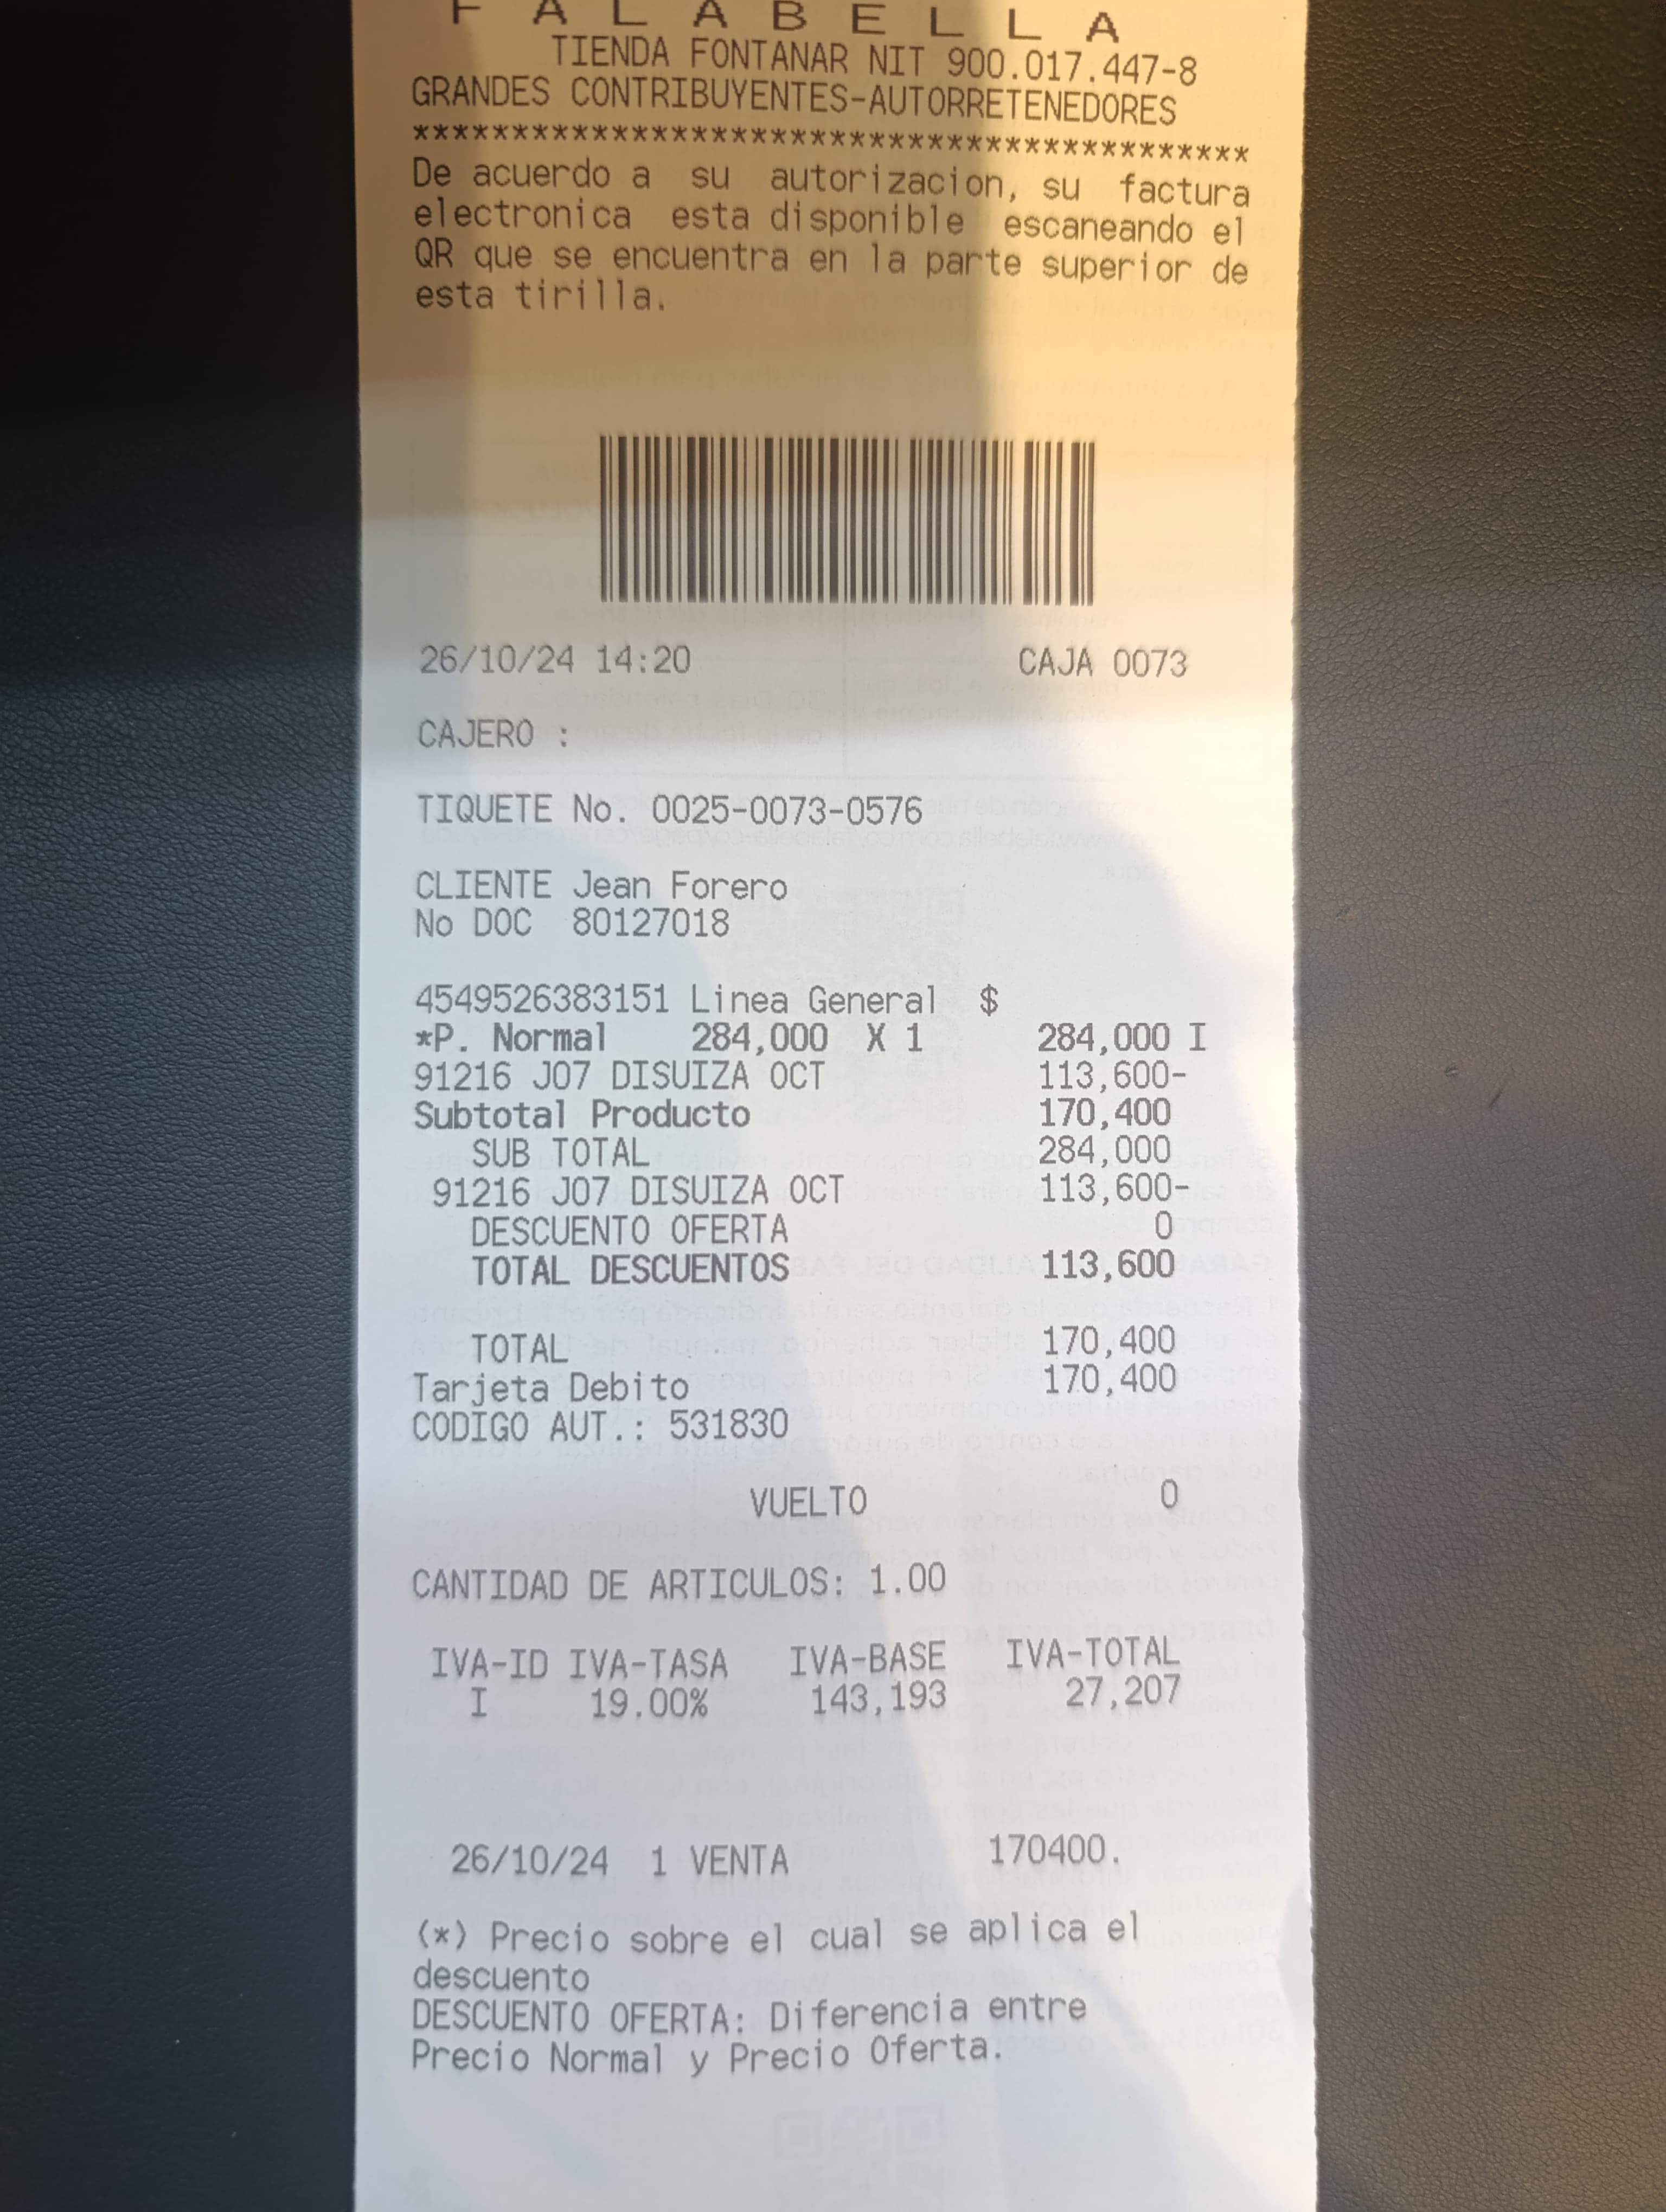 F A L A B E L L A
TIENDA FONTANAR NIT 900.017.447-8
GRANDES CONTRIBUYENTES-AUTORRETENEDORES
*******************************************
De acuerdo a su autorizacion, su factura
electronica esta disponible escaneando el
QR que se encuentra en la parte superior de
esta tirilla.
26/10/24 14:20 CAJA 0073
CAJERO :
TIQUETE No. 0025-0073-0576
CLIENTE Jean Forero
No DOC 80127018
4549526383151 Linea General $
*P. Normal 284,000 X 1 284,000 I
91216 J07 DISUIZA OCT 113,600-
Subtotal Producto 170,400
SUB TOTAL 284,000
91216 J07 DISUIZA OCT 113,600-
DESCUENTO OFERTA 0
TOTAL DESCUENTOS 113,600
TOTAL 170,400
Tarjeta Debito 170,400
CODIGO AUT.: 531830
VUELTO 0
CANTIDAD DE ARTICULOS: 1.00
IVA-ID IVA-TASA IVA-BASE IVA-TOTAL
I 19.00% 143,193 27,207
26/10/24 1 VENTA 170400.
(*) Precio sobre el cual se aplica el
descuento
DESCUENTO OFERTA: Diferencia entre
Precio Normal y Precio Oferta.